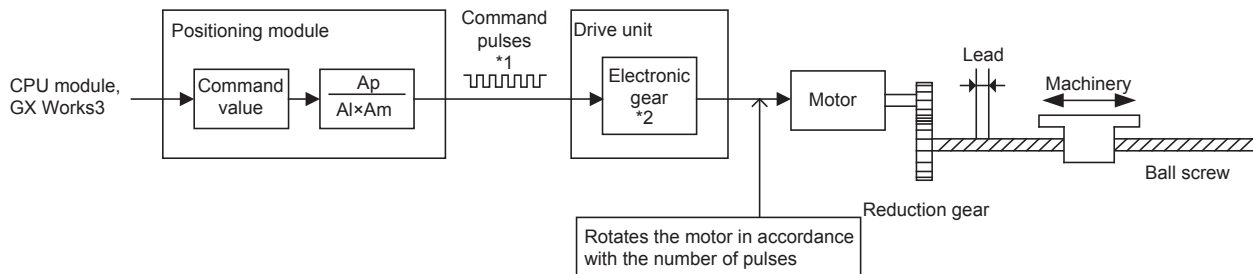 Positioning module
CPU module,
GX Works3
Command
value
Ap
Al×Am
Command
pulses
*1
Drive unit
Electronic
gear
*2
Motor
Lead
Machinery
Ball screw
Reduction gear
Rotates the motor in accordance
with the number of pulses